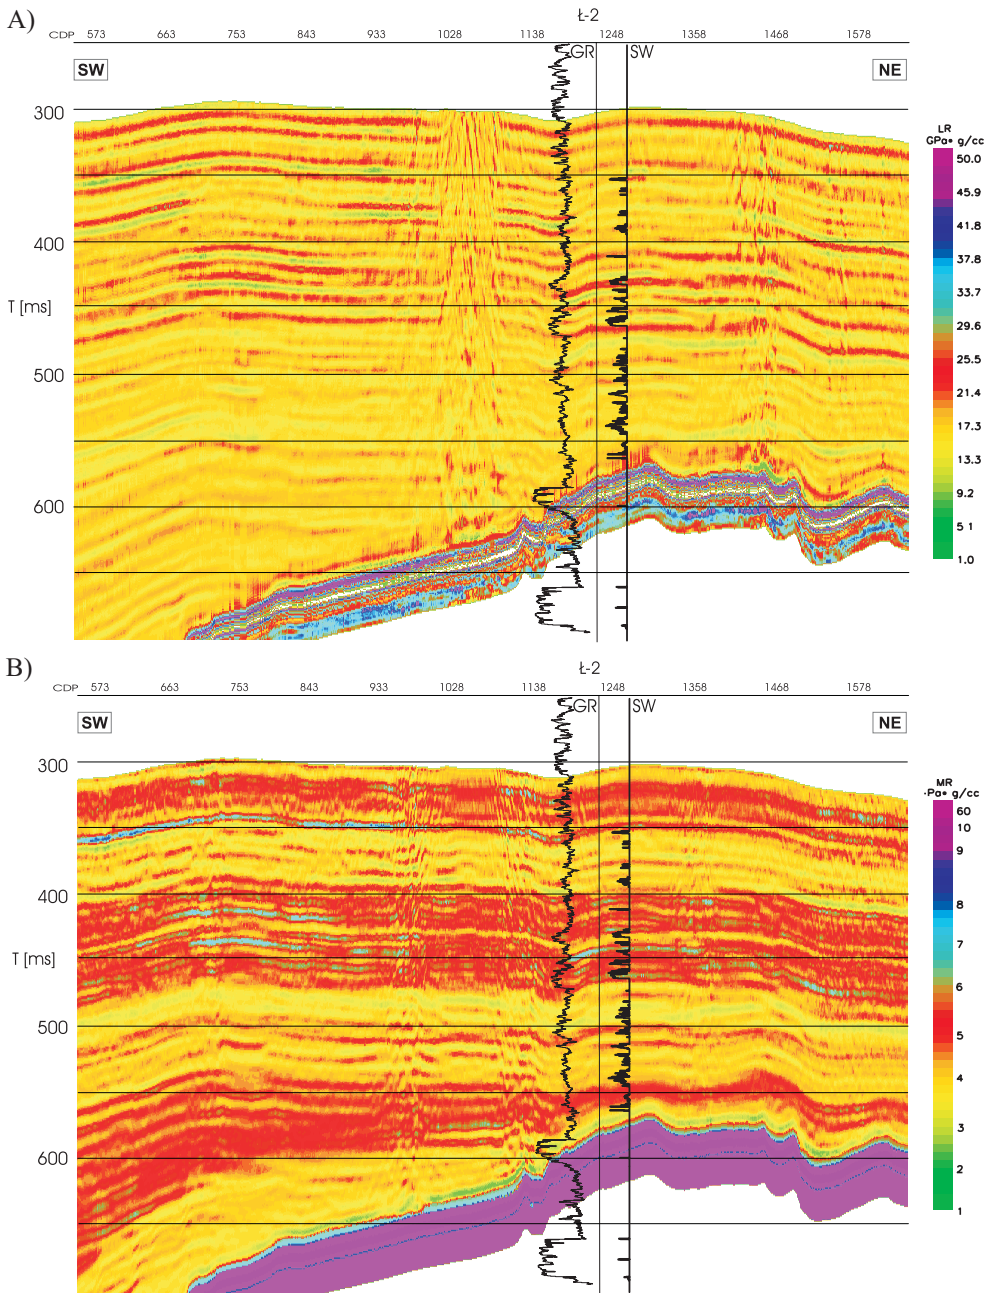 A)
Ł-2
CDP 573 663 753 843 933 1028 1138 1248 1358 1468 1578
GR SW
SW NE
300
400
T [ms]
500
600
LR
GPa• g/cc
50.0
45.9
41.8
37.8
33.7
29.6
25.5
21.4
17.3
13.3
9.2
5 1
1.0
B)
Ł-2
CDP 573 663 753 843 933 1028 1138 1248 1358 1468 1578
GR SW
SW NE
300
400
T [ms]
500
600
MR
·Pa• g/cc
60
10
9
8
7
6
5
4
3
2
1